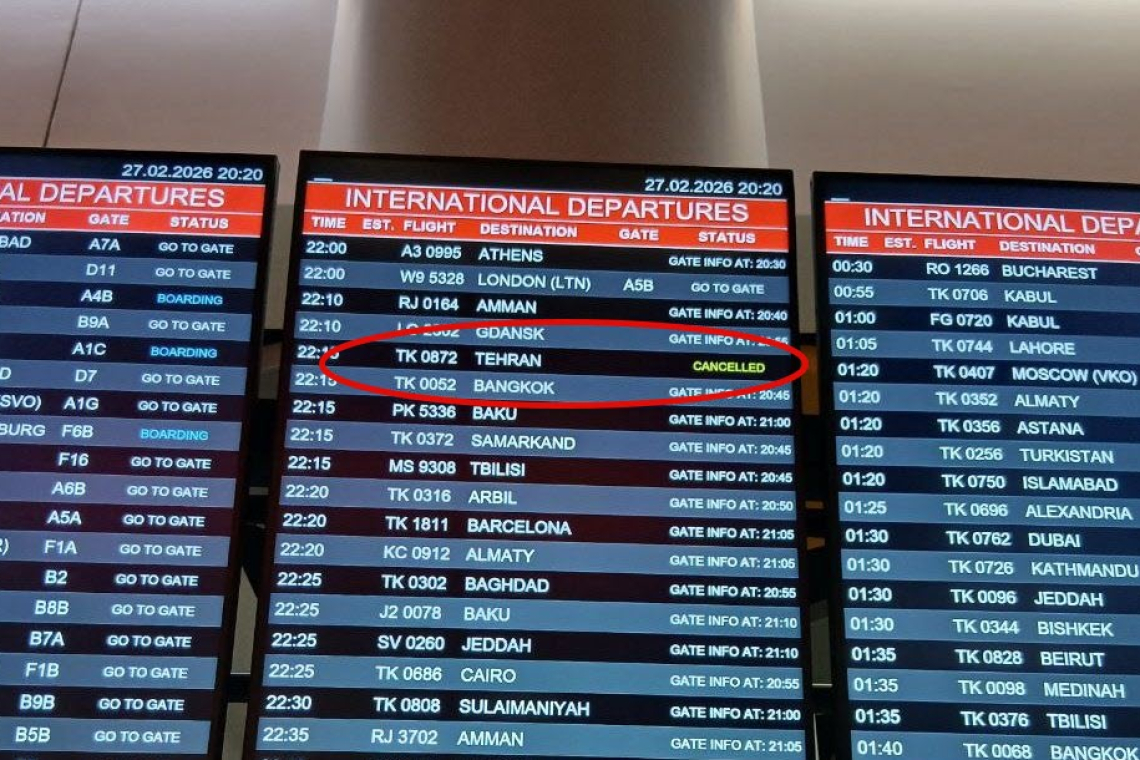 27.02.2026 20:20
AL DEPARTURES
ATION GATE STATUS
BAD A7A GO TO GATE
D11 GO TO GATE
A4B BOARDING
B9A GO TO GATE
A1C BOARDING
D D7 GO TO GATE
SVO) A1G GO TO GATE
BURG F6B BOARDING
F16 GO TO GATE
A6B GO TO GATE
A5A GO TO GATE
) F1A GO TO GATE
B2 GO TO GATE
B8B GO TO GATE
B7A GO TO GATE
F1B GO TO GATE
B9B GO TO GATE
B5B GO TO GATE
27.02.2026 20:20
INTERNATIONAL DEPARTURES
TIME EST. FLIGHT DESTINATION GATE STATUS
22:00 A3 0995 ATHENS GATE INFO AT: 20:30
22:00 W9 5328 LONDON (LTN) A5B GO TO GATE
22:10 RJ 0164 AMMAN GATE INFO AT: 20:40
22:10 GDANSK GATE INFO AT:
22:15 TK 0872 TEHRAN CANCELLED
22:15 TK 0052 BANGKOK GATE INFO AT: 20:45
22:15 PK 5336 BAKU GATE INFO AT: 21:00
22:15 TK 0372 SAMARKAND GATE INFO AT: 20:45
22:15 MS 9308 TBILISI GATE INFO AT: 20:45
22:20 TK 0316 ARBIL GATE INFO AT: 20:50
22:20 TK 1811 BARCELONA GATE INFO AT: 21:05
22:20 KC 0912 ALMATY GATE INFO AT: 21:05
22:25 TK 0302 BAGHDAD GATE INFO AT: 20:55
22:25 J2 0078 BAKU GATE INFO AT: 21:10
22:25 SV 0260 JEDDAH GATE INFO AT: 21:10
22:25 TK 0686 CAIRO GATE INFO AT: 20:55
22:30 TK 0808 SULAIMANIYAH GATE INFO AT: 21:00
22:35 RJ 3702 AMMAN GATE INFO AT: 21:05
INTERNATIONAL DEPA
TIME EST. FLIGHT DESTINATION
00:30 RO 1266 BUCHAREST
00:55 TK 0706 KABUL
01:00 FG 0720 KABUL
01:05 TK 0744 LAHORE
01:20 TK 0407 MOSCOW (VKO)
01:20 TK 0352 ALMATY
01:20 TK 0356 ASTANA
01:20 TK 0256 TURKISTAN
01:20 TK 0750 ISLAMABAD
01:25 TK 0696 ALEXANDRIA
01:30 TK 0762 DUBAI
01:30 TK 0726 KATHMANDU
01:30 TK 0096 JEDDAH
01:30 TK 0344 BISHKEK
01:35 TK 0828 BEIRUT
01:35 TK 0098 MEDINAH
01:35 TK 0376 TBILISI
01:40 TK 0068 BANGKOK